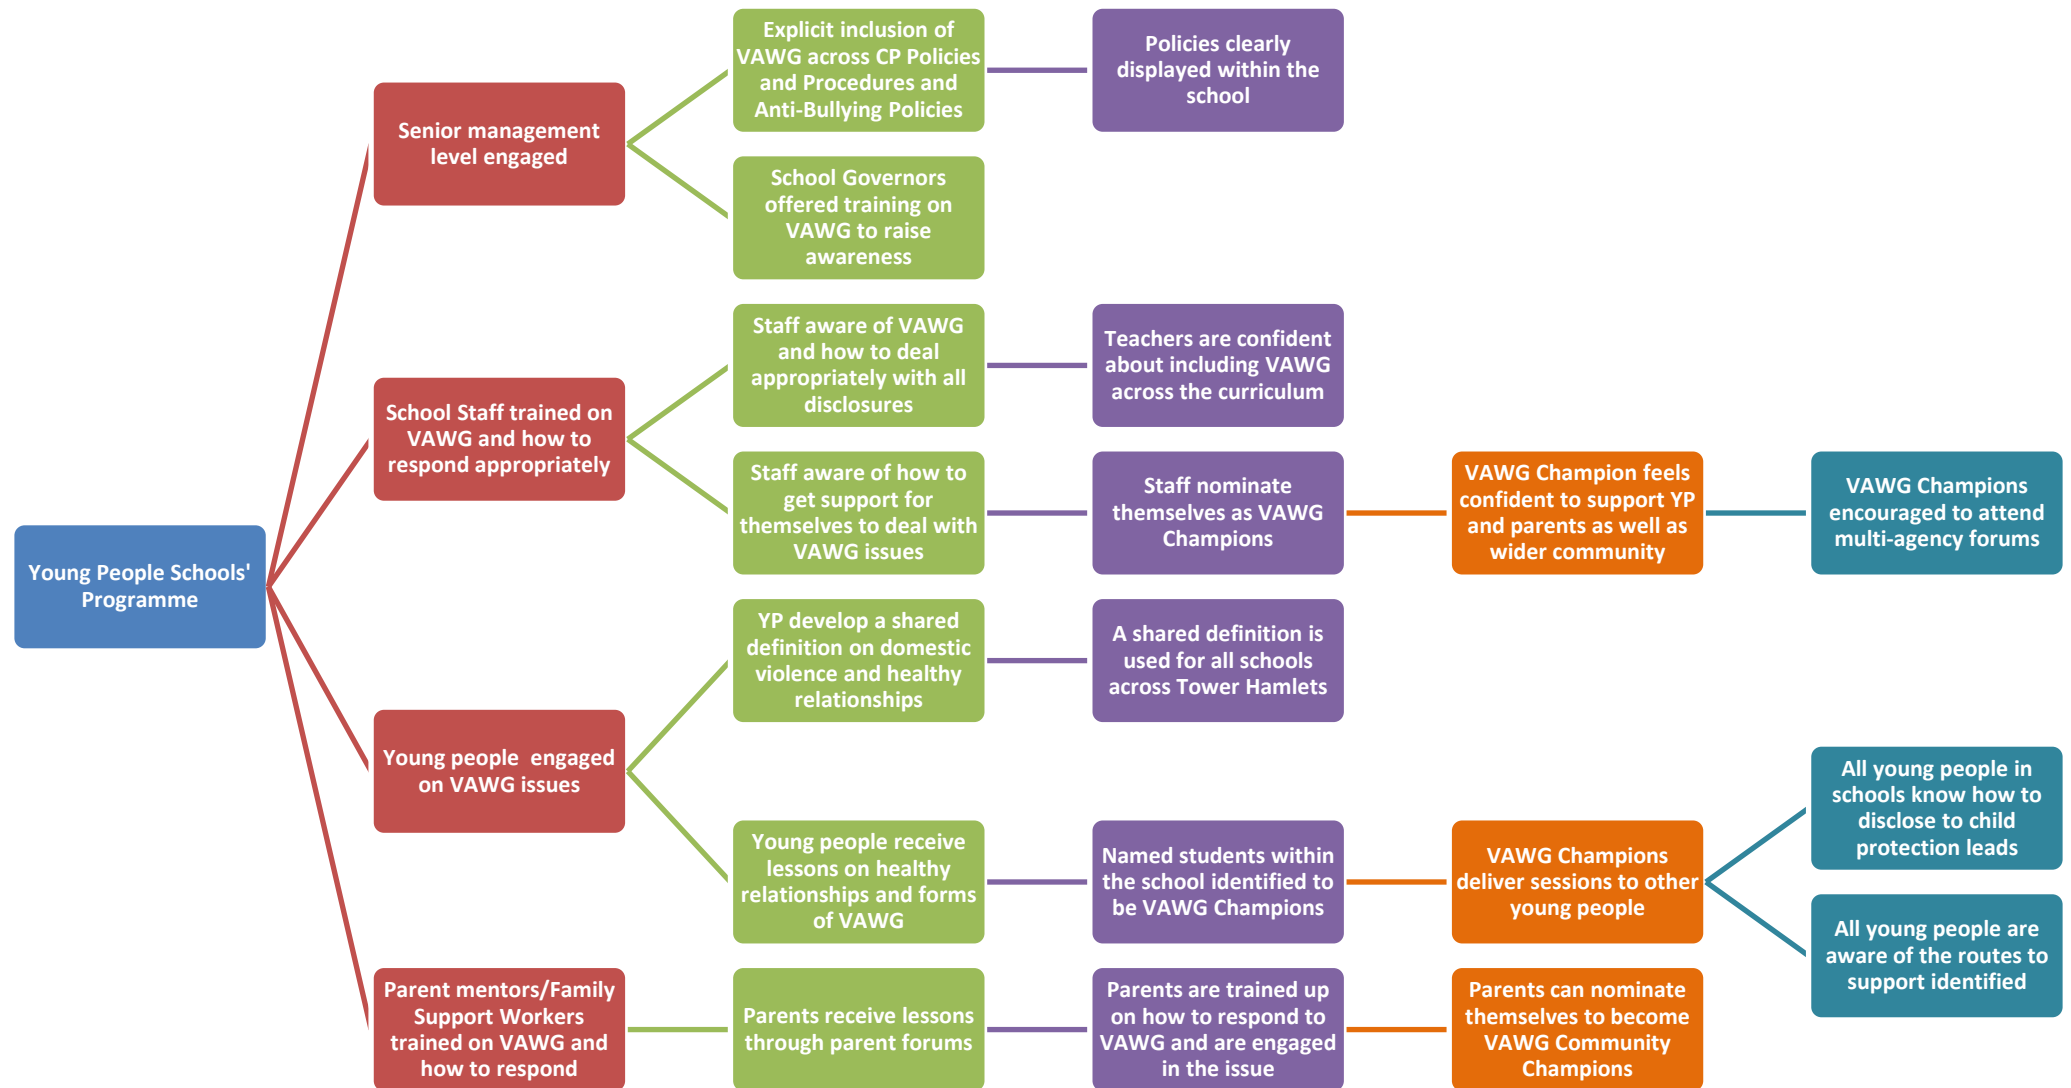 Young People Schools'
Programme
Senior management
level engaged
Explicit inclusion of
VAWG across CP Policies
and Procedures and
Anti-Bullying Policies
Policies clearly
displayed within the
school
School Governors
offered training on
VAWG to raise
awareness
School Staff trained on
VAWG and how to
respond appropriately
Staff aware of VAWG
and how to deal
appropriately with all
disclosures
Teachers are confident
about including VAWG
across the curriculum
Staff aware of how to
get support for
themselves to deal with
VAWG issues
Staff nominate
themselves as VAWG
Champions
VAWG Champion feels
confident to support YP
and parents as well as
wider community
VAWG Champions
encouraged to attend
multi-agency forums
Young people  engaged
on VAWG issues
YP develop a shared
definition on domestic
violence and healthy
relationships
A shared definition is
used for all schools
across Tower Hamlets
Young people receive
lessons on healthy
relationships and forms
of VAWG
Named students within
the school identified to
be VAWG Champions
VAWG Champions
deliver sessions to other
young people
All young people in
schools know how to
disclose to child
protection leads
All young people are
aware of the routes to
support identified
Parent mentors/Family
Support Workers
trained on VAWG and
how to respond
Parents receive lessons
through parent forums
Parents are trained up
on how to respond to
VAWG and are engaged
in the issue
Parents can nominate
themselves to become
VAWG Community
Champions